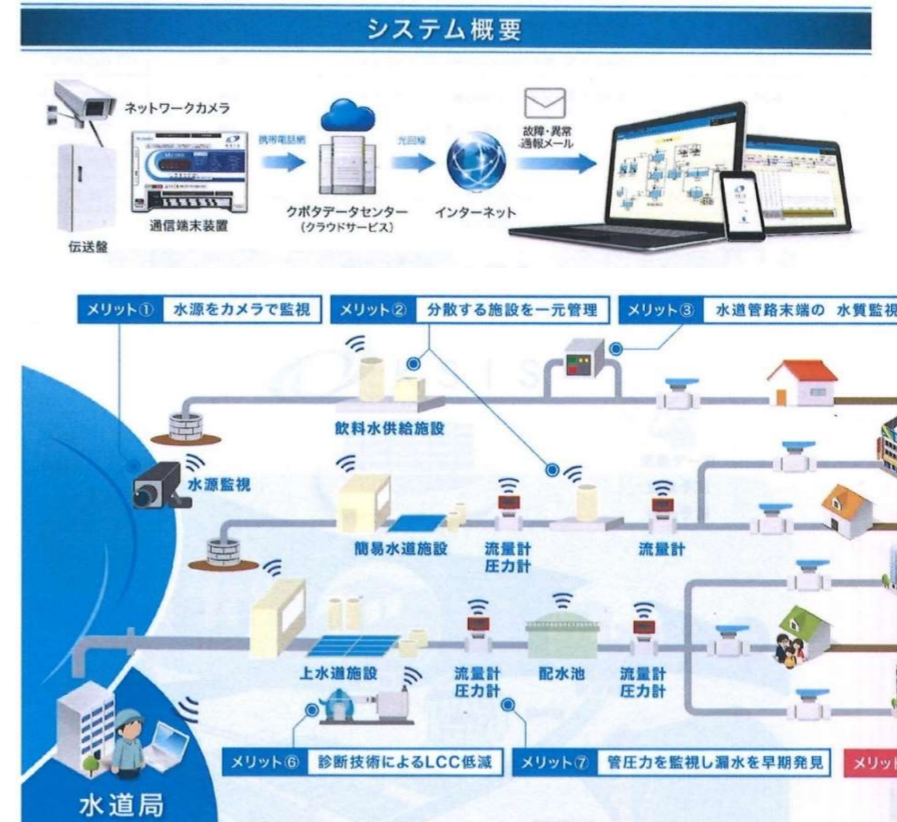 システム概要
ネットワークカメラ
携帯電話網
光回線
故障・異常
通報メール
クポタデータセンター
（クラウドサービス）
インターネット
通信端末装置
伝送盤
メリット① 水源をカメラで監視
メリット② 分散する施設を一元管理
メリット③ 水道管路末端の 水質監視
飲料水供給施設
水源監視
簡易水道施設
流量計
圧力計
流量計
上水道施設
流量計
圧力計
配水池
流量計
圧力計
メリット⑥ 診断技術によるLCC低減
メリット⑦ 管圧力を監視し漏水を早期発見
メリッ
水道局